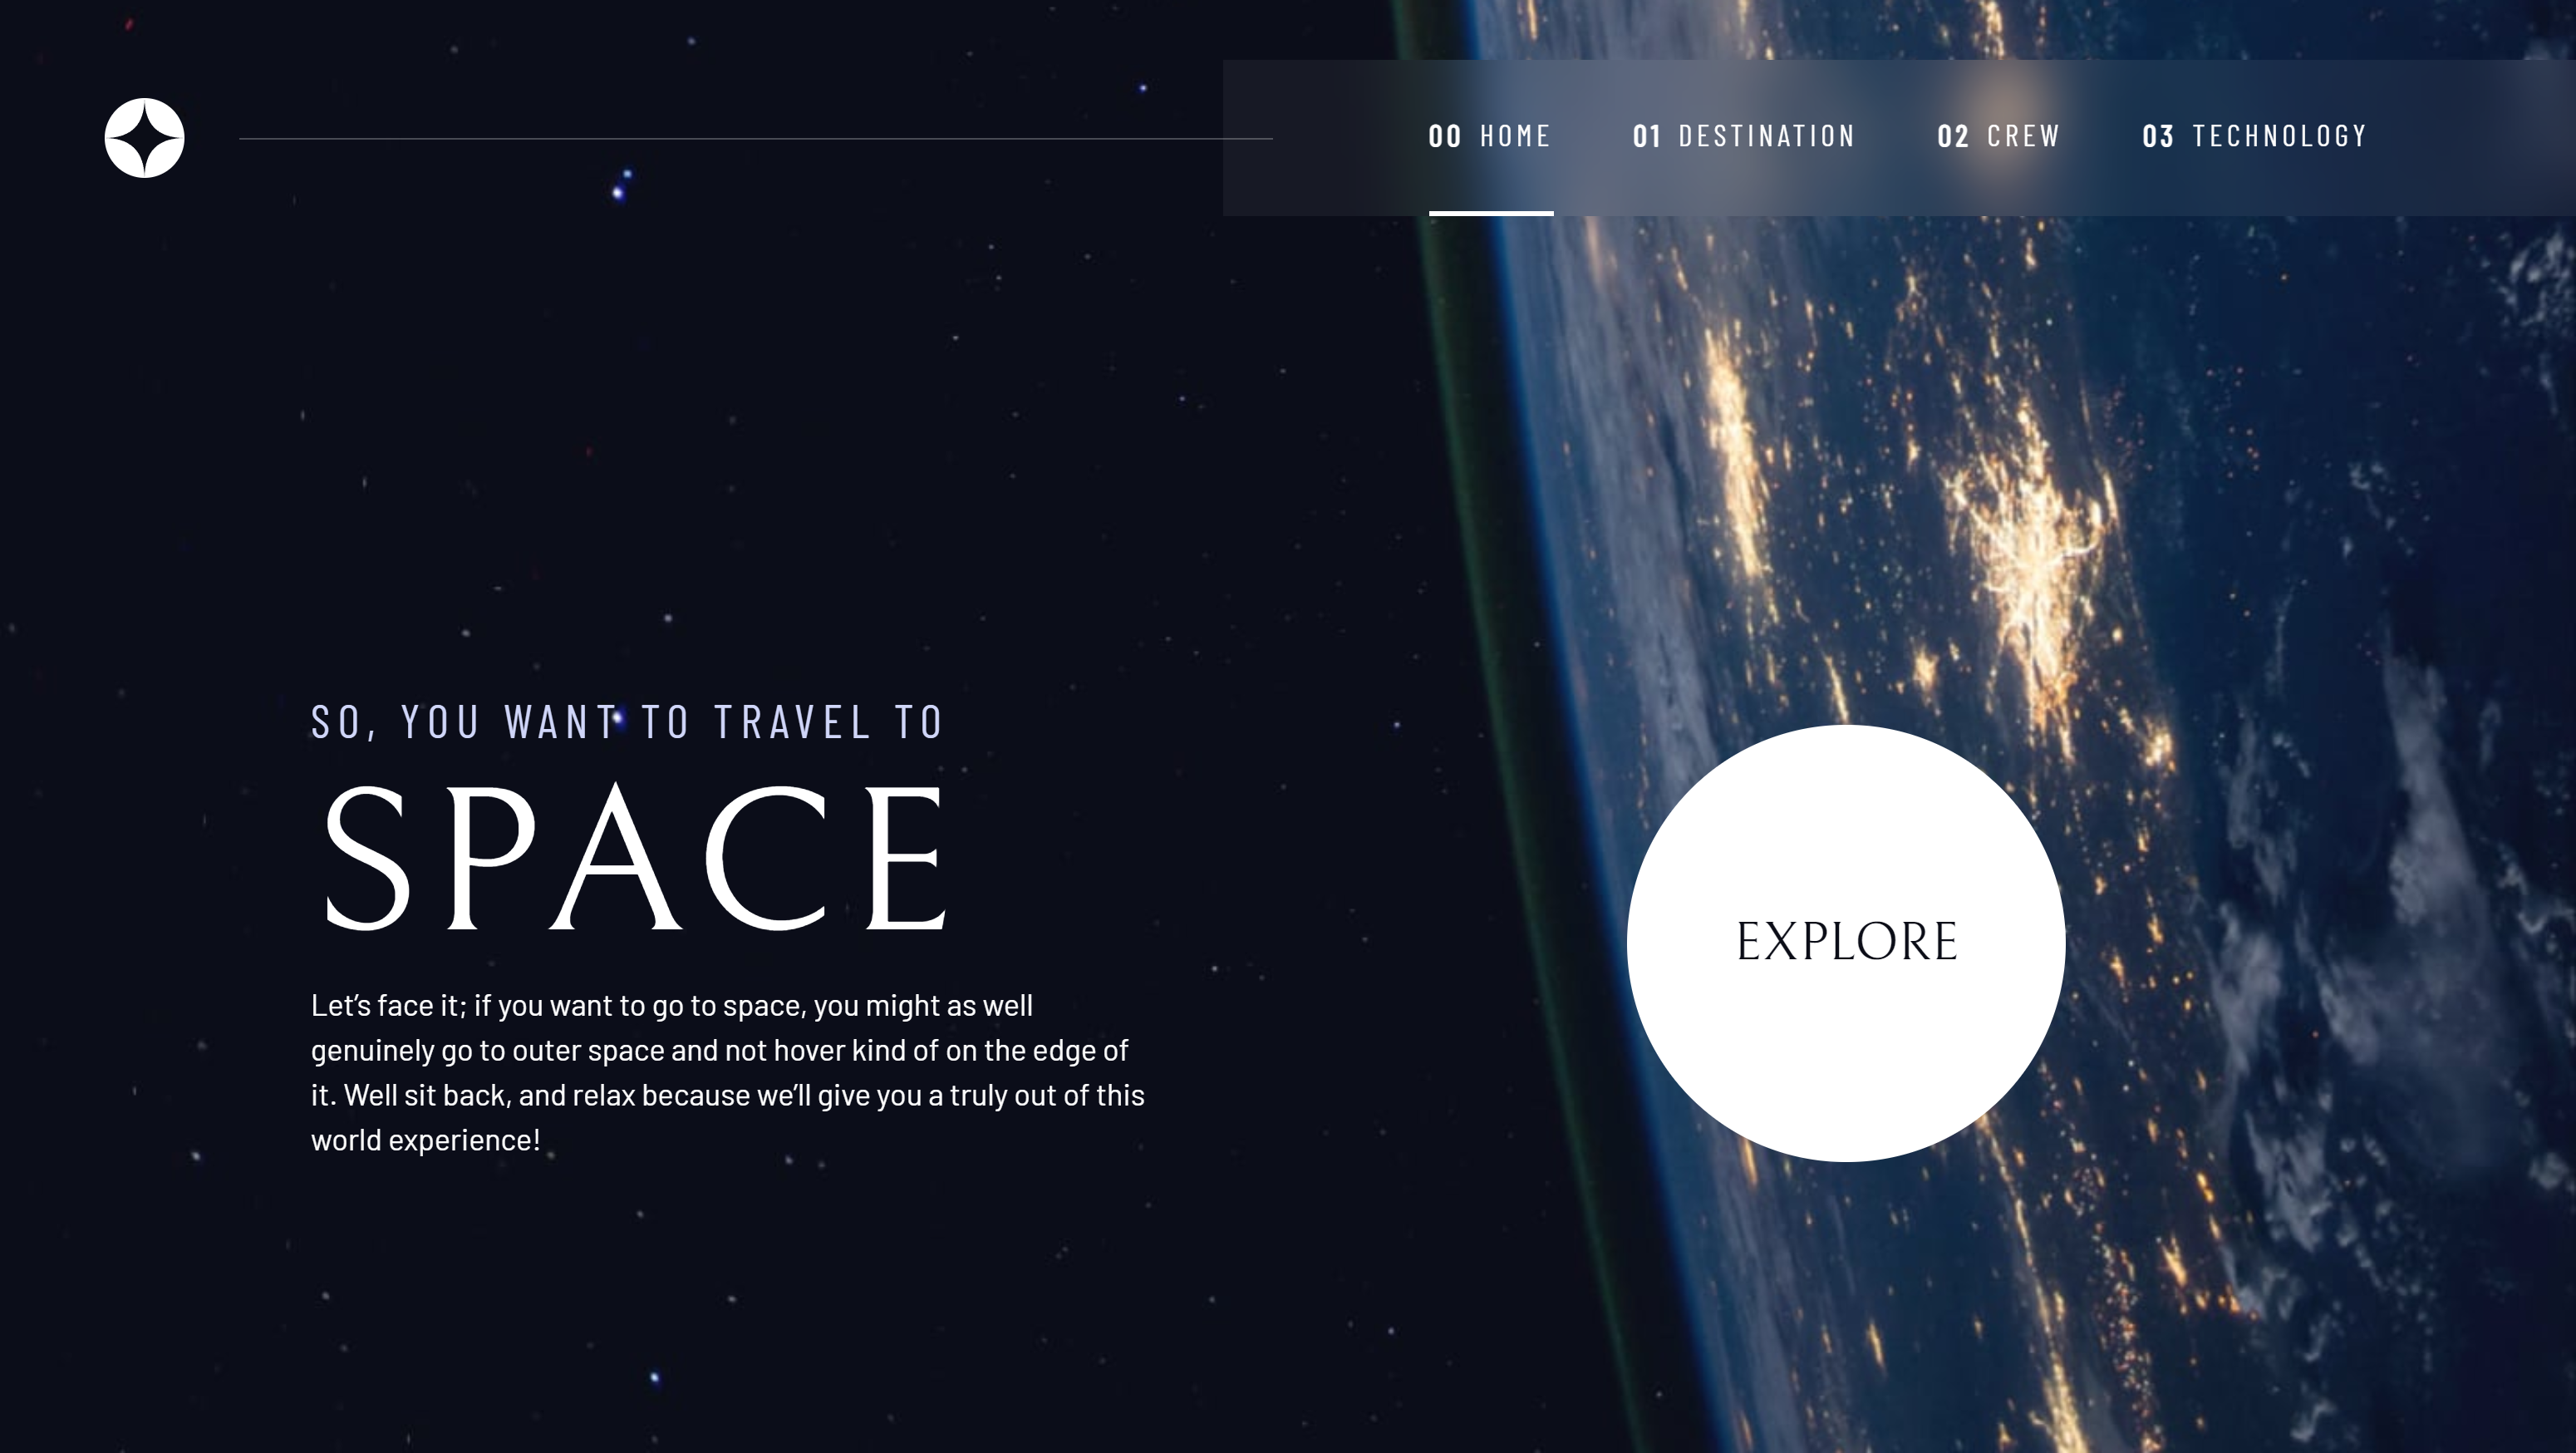 00 HOME 01 DESTINATION 02 CREW 03 TECHNOLOGY
SO, YOU WANT TO TRAVEL TO
SPACE
Let’s face it; if you want to go to space, you might as well
genuinely go to outer space and not hover kind of on the edge of
it. Well sit back, and relax because we’ll give you a truly out of this
world experience!
EXPLORE